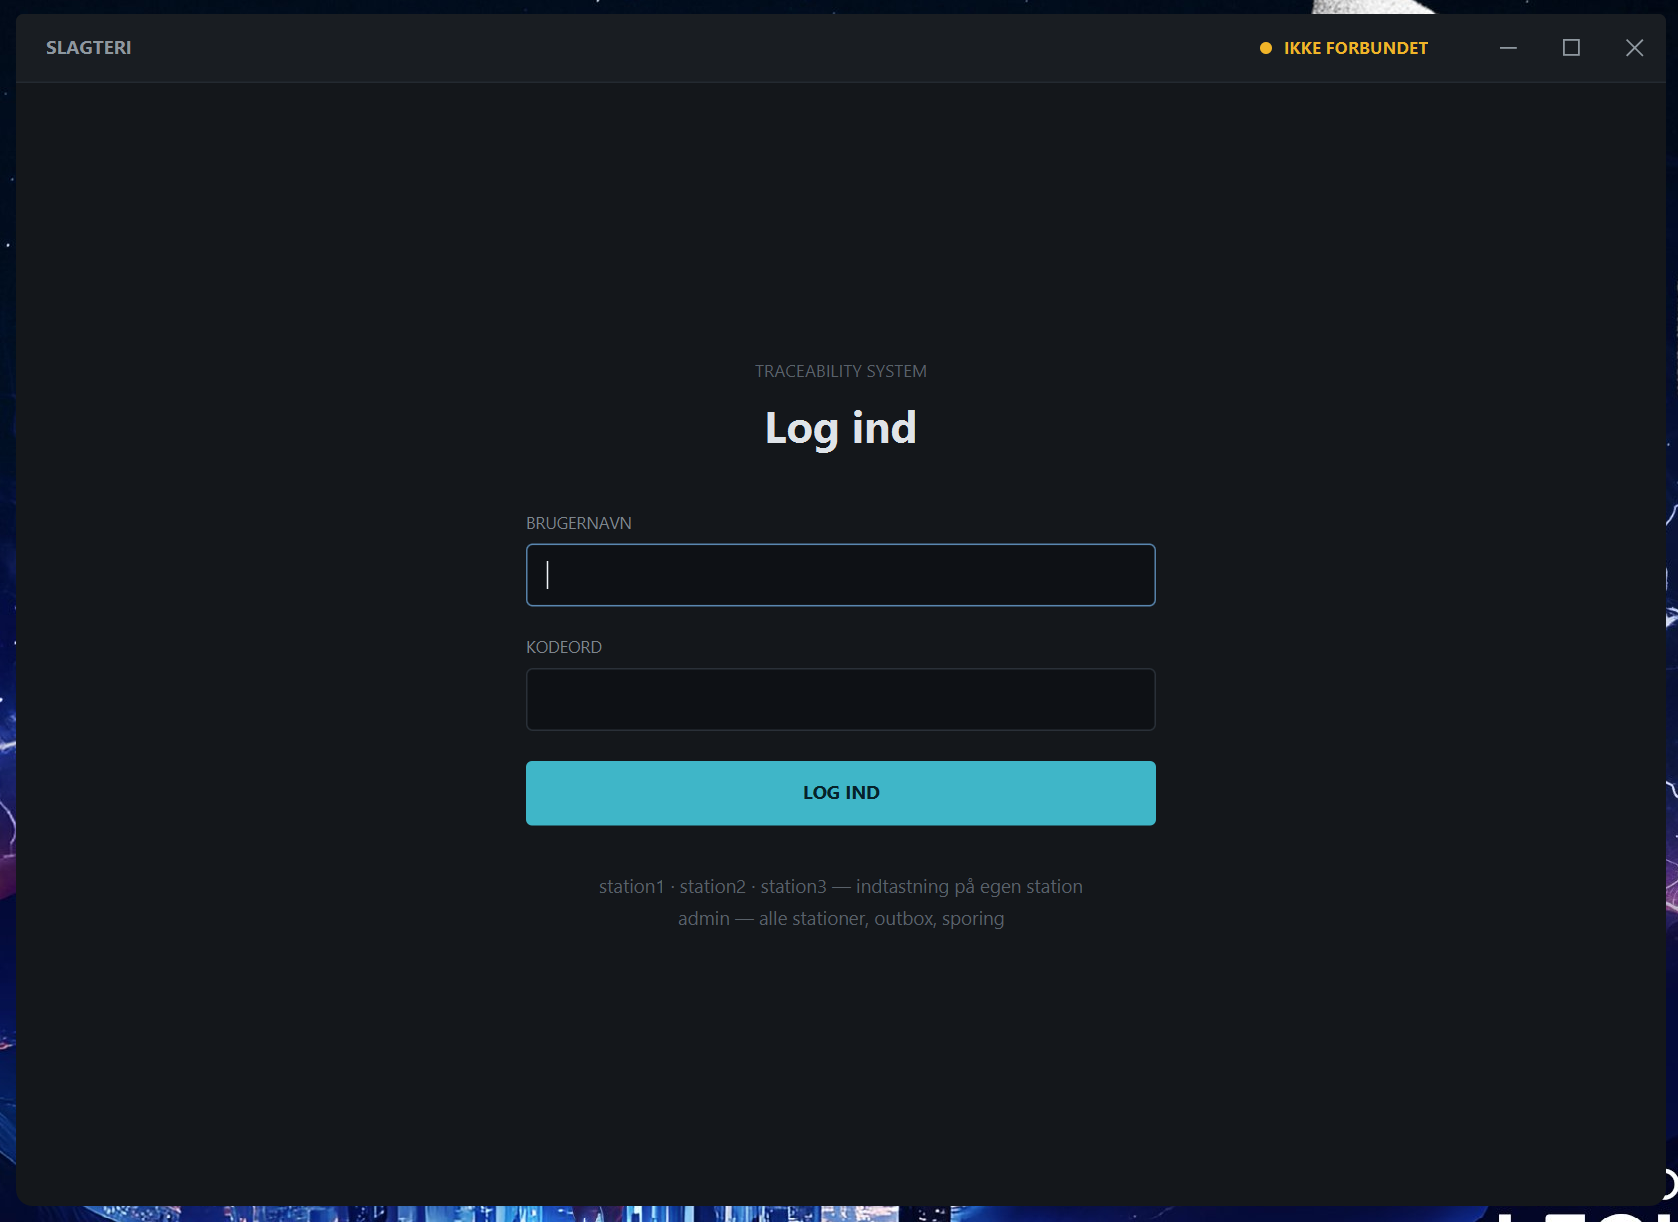 SLAGTERI
IKKE FORBUNDET
TRACEABILITY SYSTEM
Log ind
BRUGERNAVN
KODEORD
LOG IND
station1 · station2 · station3 — indtastning på egen station
admin — alle stationer, outbox, sporing